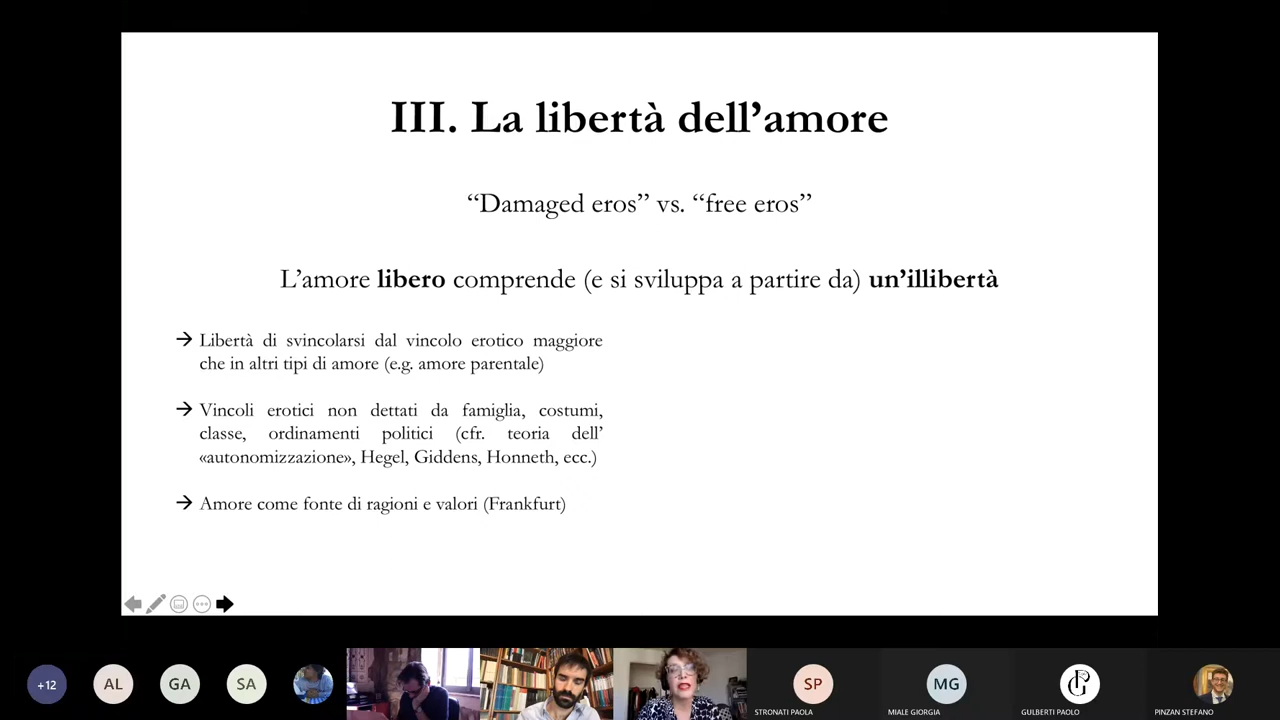 III. La libertà dell’amore
“Damaged eros” vs. “free eros”
L’amore libero comprende (e si sviluppa a partire da) un’illibertà
→ Libertà di svincolarsi dal vincolo erotico maggiore
che in altri tipi di amore (e.g. amore parentale)
→ Vincoli erotici non dettati da famiglia, costumi,
classe, ordinamenti politici (cfr. teoria dell’
«autonomizzazione», Hegel, Giddens, Honneth, ecc.)
→ Amore come fonte di ragioni e valori (Frankfurt)
+12
AL
GA
SA
SP
MG
STRONATI PAOLA
MIALE GIORGIA
GULBERTI PAOLO
PINZAN STEFANO